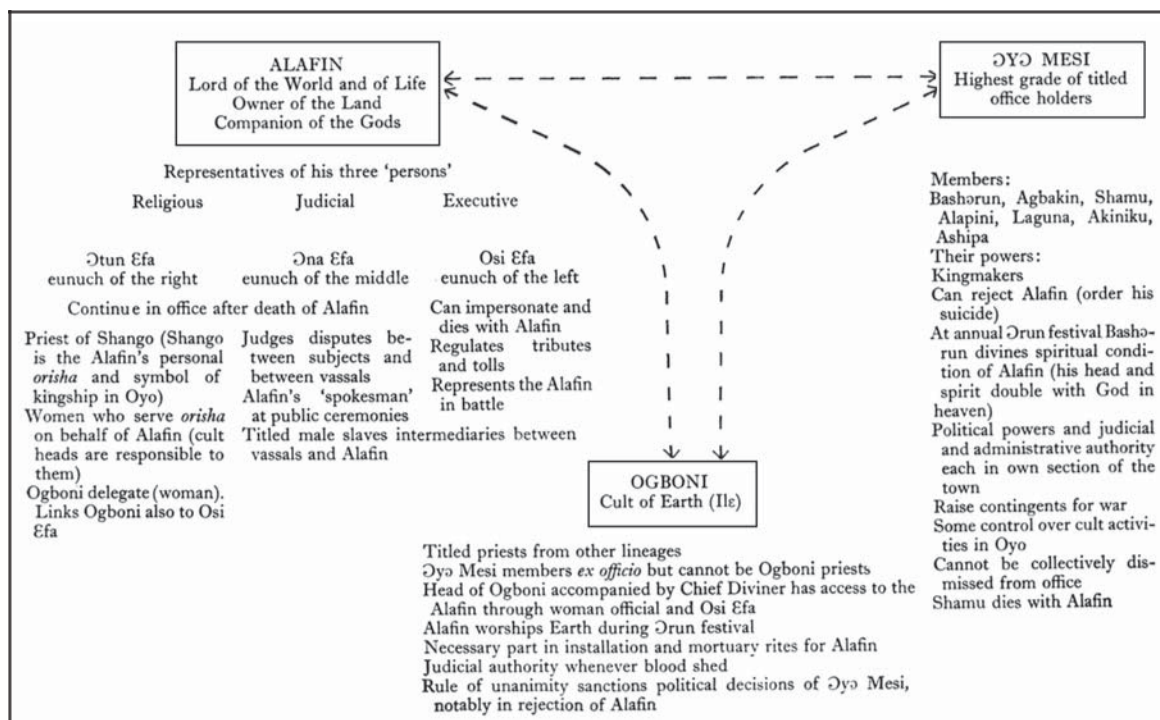 ALAFIN
Lord of the World and of Life
Owner of the Land
Companion of the Gods
ƆYƆ MESI
Highest grade of titled
office holders
Representatives of his three ‘persons’
Religious Judicial Executive
Ɔtun Ɛfa
eunuch of the right
Ɔna Ɛfa
eunuch of the middle
Osi Ɛfa
eunuch of the left
Continue in office after death of Alafin
Priest of Shango (Shango
is the Alafin’s personal
orisha and symbol of
kingship in Oyo)
Women who serve orisha
on behalf of Alafin (cult
heads are responsible to
them)
Ogboni delegate (woman).
Links Ogboni also to Osi
Ɛfa
Judges disputes be-
tween subjects and
between vassals
Alafin’s ‘spokesman’
at public ceremonies
Titled male slaves intermediaries between
vassals and Alafin
Can impersonate and
dies with Alafin
Regulates tributes
and tolls
Represents the Alafin
in battle
Members:
Bashɔrun, Agbakin, Shamu,
Alapini, Laguna, Akiniku,
Ashipa
Their powers:
Kingmakers
Can reject Alafin (order his
suicide)
At annual Ɔrun festival Bashɔ-
run divines spiritual condi-
tion of Alafin (his head and
spirit double with God in
heaven)
Political powers and judicial
and administrative authority
each in own section of the
town
Raise contingents for war
Some control over cult activi-
ties in Oyo
Cannot be collectively dis-
missed from office
Shamu dies with Alafin
OGBONI
Cult of Earth (Ilɛ)
Titled priests from other lineages
Ɔyɔ Mesi members ex officio but cannot be Ogboni priests
Head of Ogboni accompanied by Chief Diviner has access to the
Alafin through woman official and Osi Ɛfa
Alafin worships Earth during Ɔrun festival
Necessary part in installation and mortuary rites for Alafin
Judicial authority whenever blood shed
Rule of unanimity sanctions political decisions of Ɔyɔ Mesi,
notably in rejection of Alafin